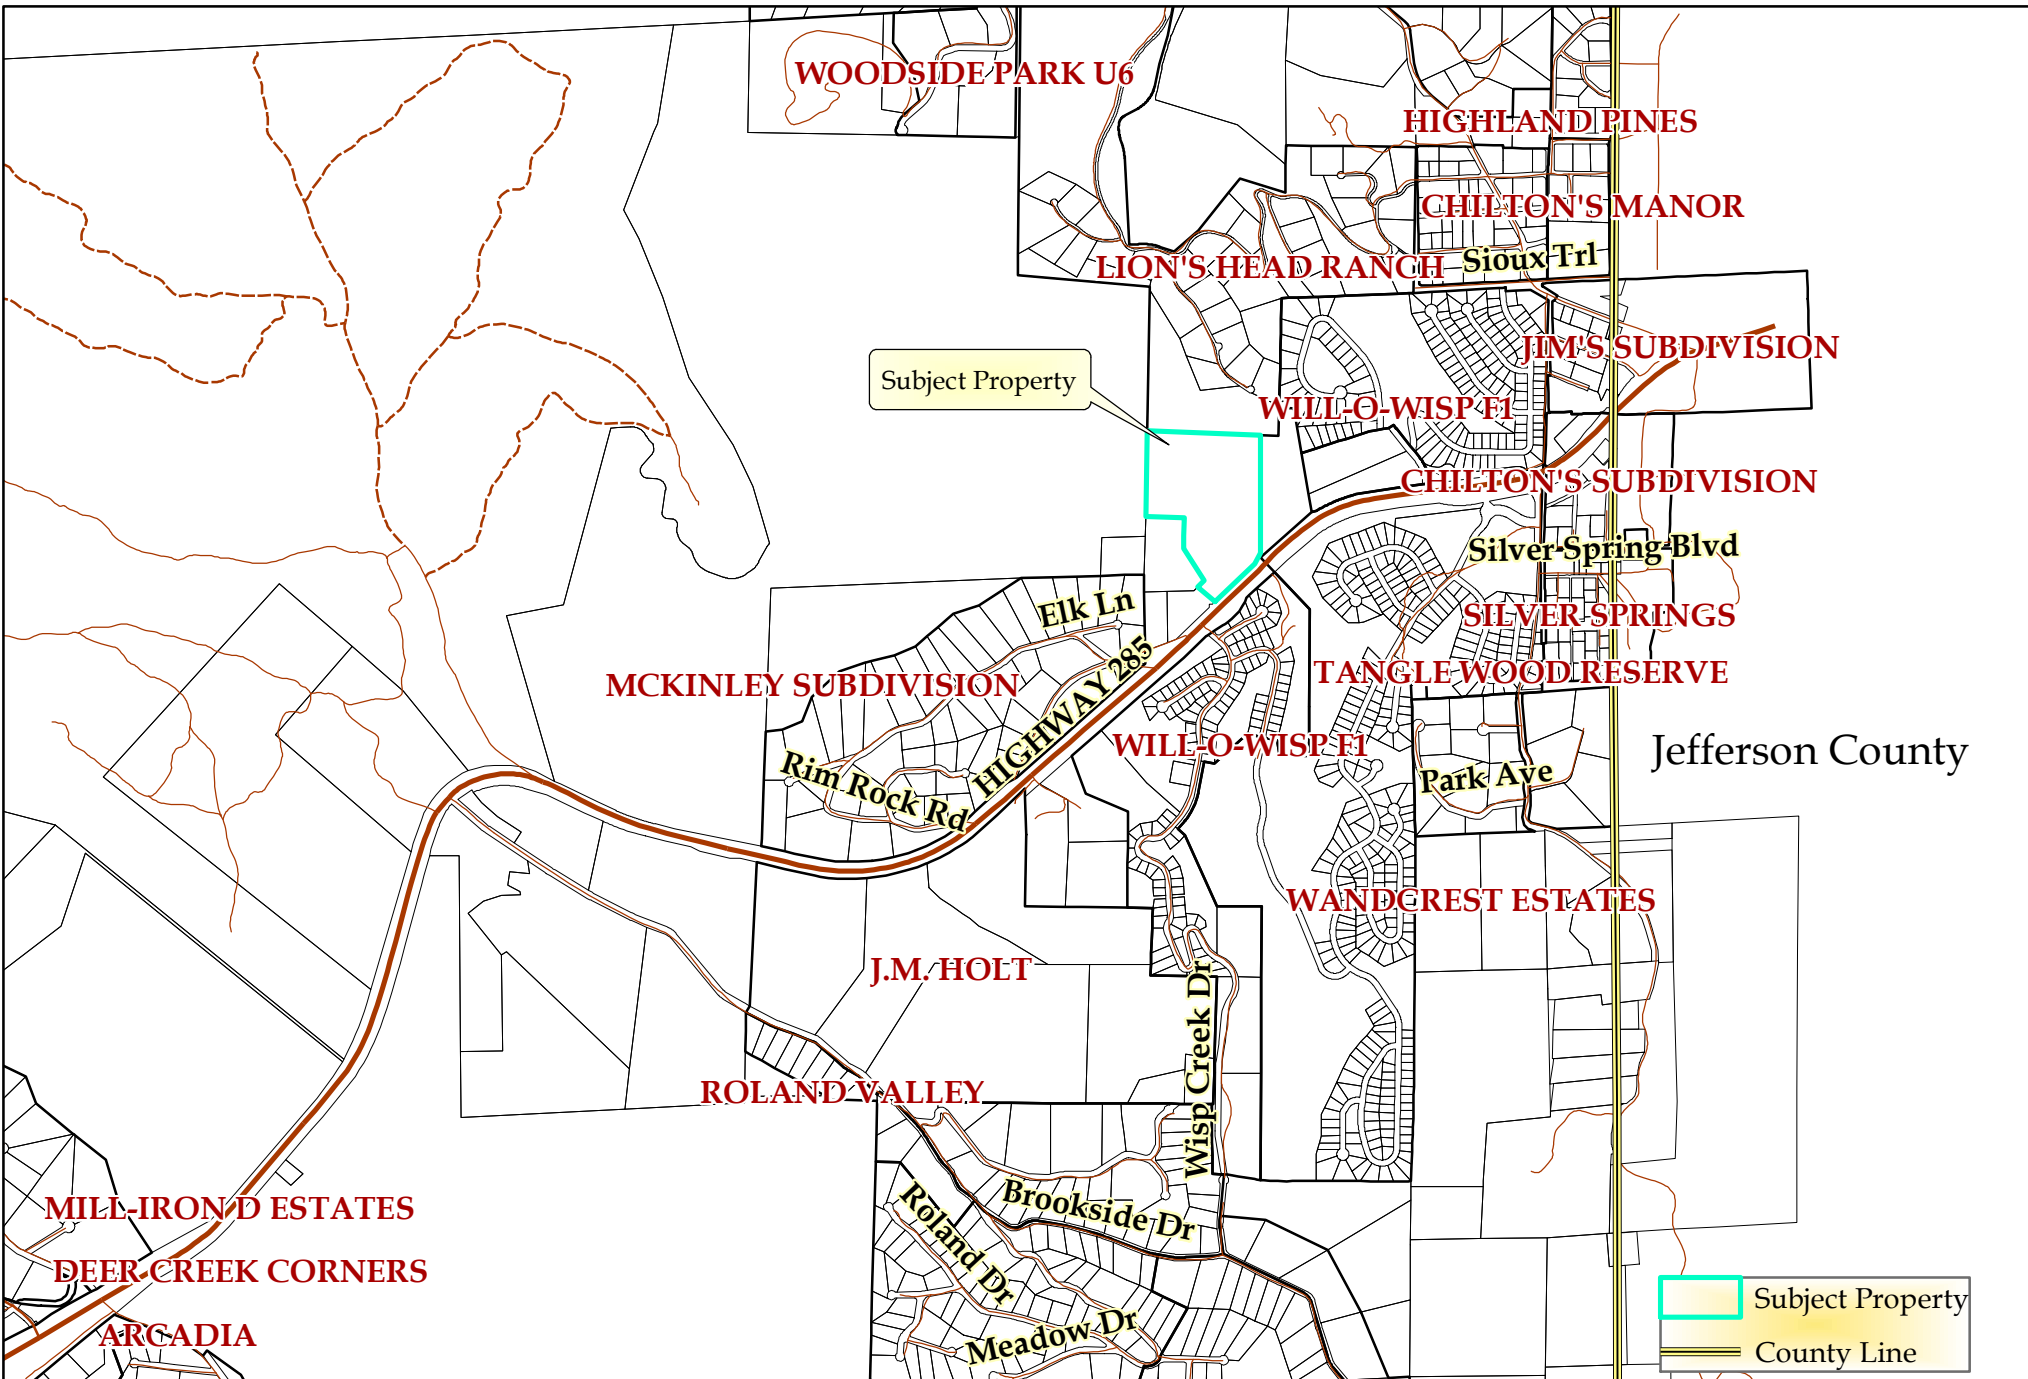 WOODSIDE PARK U6
HIGHLAND PINES
CHILTON'S MANOR
Sioux Trl
LION'S HEAD RANCH
JIM'S SUBDIVISION
Subject Property
WILL-O-WISP F1
CHILTON'S SUBDIVISION
Silver Spring Blvd
Elk Ln
SILVER SPRINGS
TANGLE WOOD RESERVE
MCKINLEY SUBDIVISION
HIGHWAY 285
WILL-O-WISP F1
Jefferson County
Rim Rock Rd
Park Ave
WANDCREST ESTATES
J.M. HOLT
Wisp Creek Dr
ROLAND VALLEY
MILL-IRON D ESTATES
Brookside Dr
Roland Dr
DEER CREEK CORNERS
Meadow Dr
ARCADIA
Subject Property
County Line